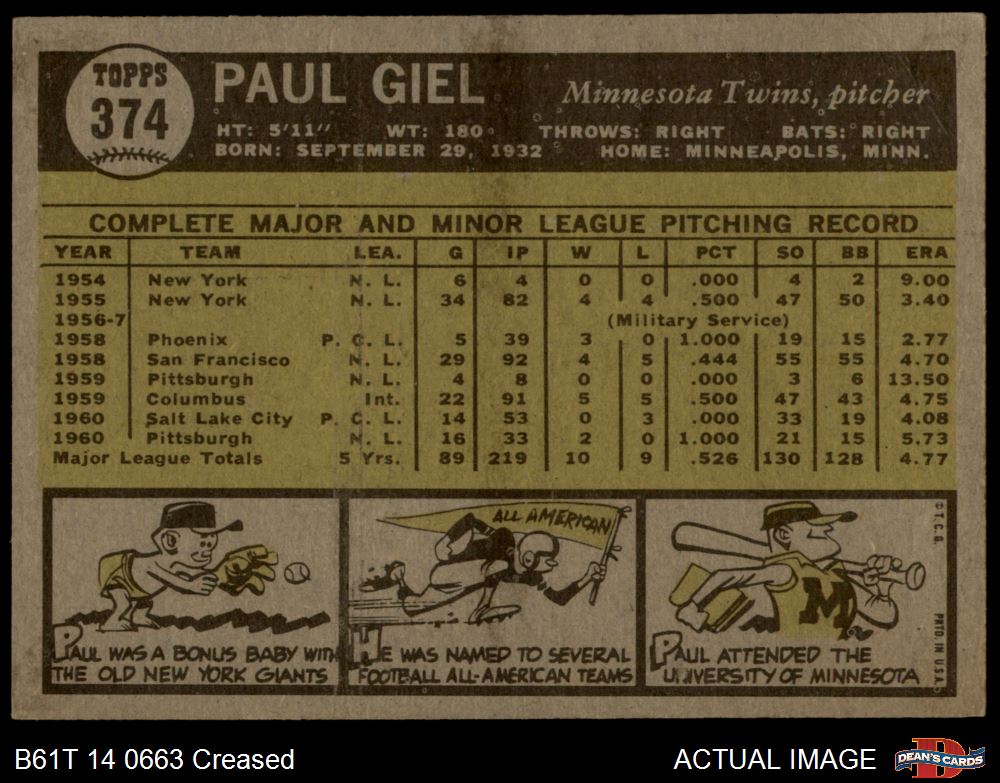 TOPPS
374
PAUL GIEL
Minnesota Twins, pitcher
HT: 5'11" WT: 180 THROWS: RIGHT BATS: RIGHT
BORN: SEPTEMBER 29, 1932 HOME: MINNEAPOLIS, MINN.
COMPLETE MAJOR AND MINOR LEAGUE PITCHING RECORD
YEAR TEAM LEA. G IP W L PCT SO BB ERA
1954 New York N. L. 6 4 0 0 .000 4 2 9.00
1955 New York N. L. 34 82 4 4 .500 47 50 3.40
1956-7 (Military Service)
1958 Phoenix P. C. L. 5 39 3 0 1.000 19 15 2.77
1958 San Francisco N. L. 29 92 4 5 .444 55 55 4.70
1959 Pittsburgh N. L. 4 8 0 0 .000 3 6 13.50
1959 Columbus Int. 22 91 5 5 .500 47 43 4.75
1960 Salt Lake City P. C. L. 14 53 0 3 .000 33 19 4.08
1960 Pittsburgh N. L. 16 33 2 0 1.000 21 15 5.73
Major League Totals 5 Yrs. 89 219 10 9 .526 130 128 4.77
PAUL WAS A BONUS BABY WITH
THE OLD NEW YORK GIANTS
ALL AMERICAN
HE WAS NAMED TO SEVERAL
FOOTBALL ALL-AMERICAN TEAMS
M
PAUL ATTENDED THE
UNIVERSITY OF MINNESOTA
© T. C. G.
PRTD. IN U.S.A.
B61T 14 0663 Creased
ACTUAL IMAGE
D
DEAN'S CARDS